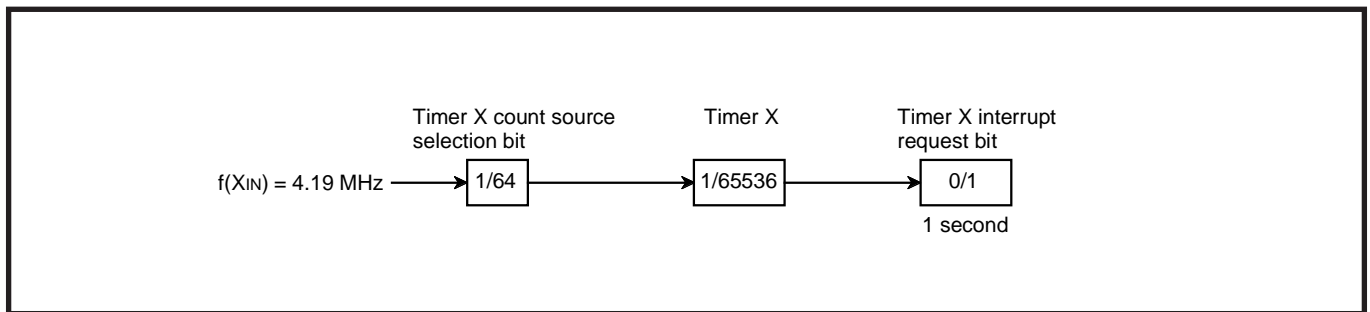 Timer X count source
selection bit
Timer X
Timer X interrupt
request bit
f(XIN) = 4.19 MHz
1/64
1/65536
0/1
1 second